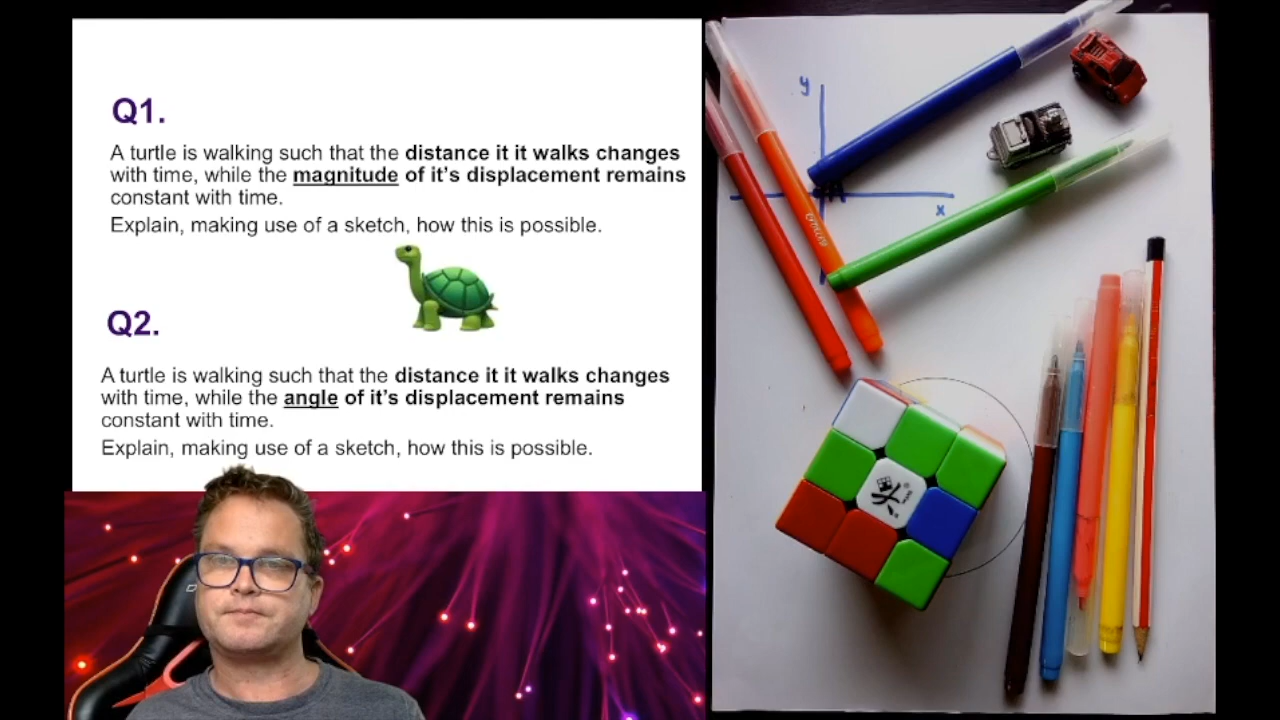 Q1.
A turtle is walking such that the distance it it walks changes
with time, while the magnitude of it's displacement remains
constant with time.
Explain, making use of a sketch, how this is possible.
Q2.
A turtle is walking such that the distance it it walks changes
with time, while the angle of it's displacement remains
constant with time.
Explain, making use of a sketch, how this is possible.
y
x